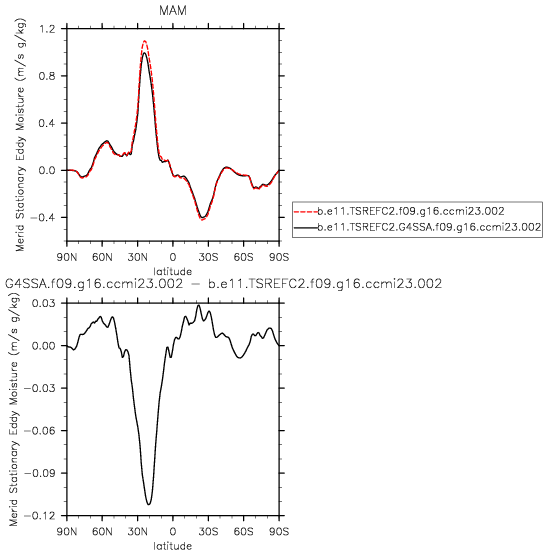 MAM
Merid Stationary Eddy Moisture (m/s g/kg)
1.2
0.8
0.4
0.0
−0.4
90N 60N 30N 0 30S 60S 90S
latitude
b.e11.TSREFC2.f09.g16.ccmi23.002
b.e11.TSREFC2.G4SSA.f09.g16.ccmi23.002
G4SSA.f09.g16.ccmi23.002 − b.e11.TSREFC2.f09.g16.ccmi23.002
Merid Stationary Eddy Moisture (m/s g/kg)
0.03
0.00
−0.03
−0.06
−0.09
−0.12
90N 60N 30N 0 30S 60S 90S
latitude